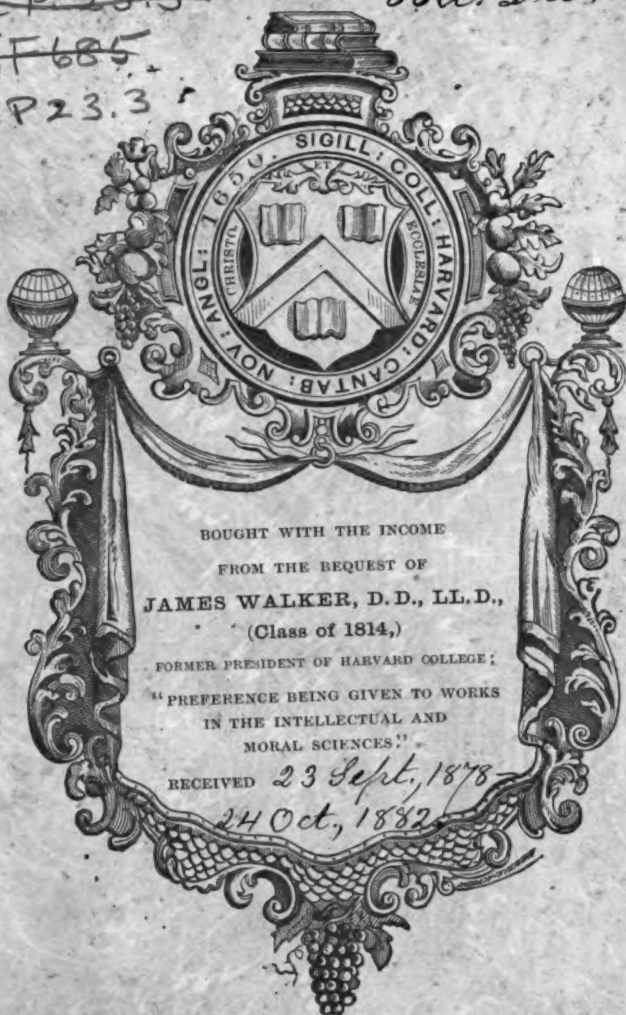 F 685
P23.3
SIGILL: COLL: HARVARD: CANTAB: NOV: ANGL: 1650.
CHRISTO
ET
ECCLESIAE
BOUGHT WITH THE INCOME
FROM THE BEQUEST OF
JAMES WALKER, D.D., LL.D.,
(Class of 1814,)
FORMER PRESIDENT OF HARVARD COLLEGE;
"PREFERENCE BEING GIVEN TO WORKS
IN THE INTELLECTUAL AND
MORAL SCIENCES."
RECEIVED 23 Sept., 1878-
24 Oct., 1882.